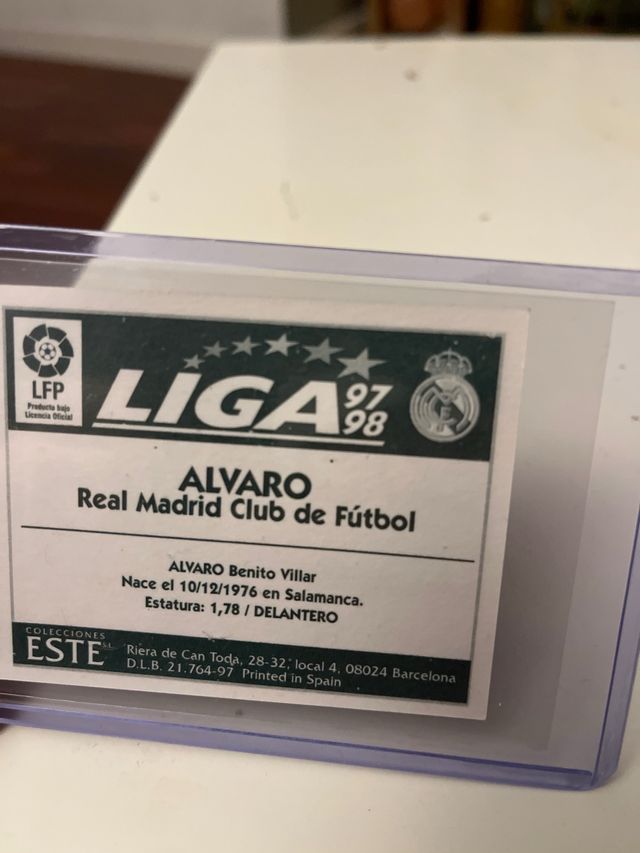 LFP
Producto bajo
Licencia Oficial
LIGA 97 98
ALVARO
Real Madrid Club de Fútbol
ALVARO Benito Villar
Nace el 10/12/1976 en Salamanca.
Estatura: 1,78 / DELANTERO
COLECCIONES
ESTE S.L.
Riera de Can Toda, 28-32, local 4, 08024 Barcelona
D.L.B. 21.764-97 Printed in Spain